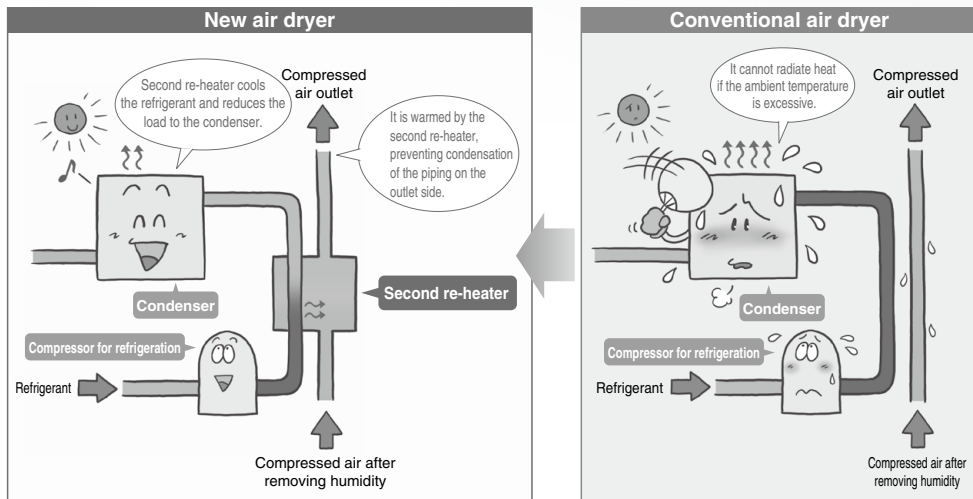 New air dryer
Second re-heater cools
the refrigerant and reduces the
load to the condenser.
Compressed
air outlet
It is warmed by the
second re-heater,
preventing condensation
of the piping on the
outlet side.
Condenser
Second re-heater
Compressor for refrigeration
Refrigerant
Compressed air after
removing humidity
Conventional air dryer
It cannot radiate heat
if the ambient temperature
is excessive.
Compressed
air outlet
Condenser
Compressor for refrigeration
Refrigerant
Compressed air after
removing humidity